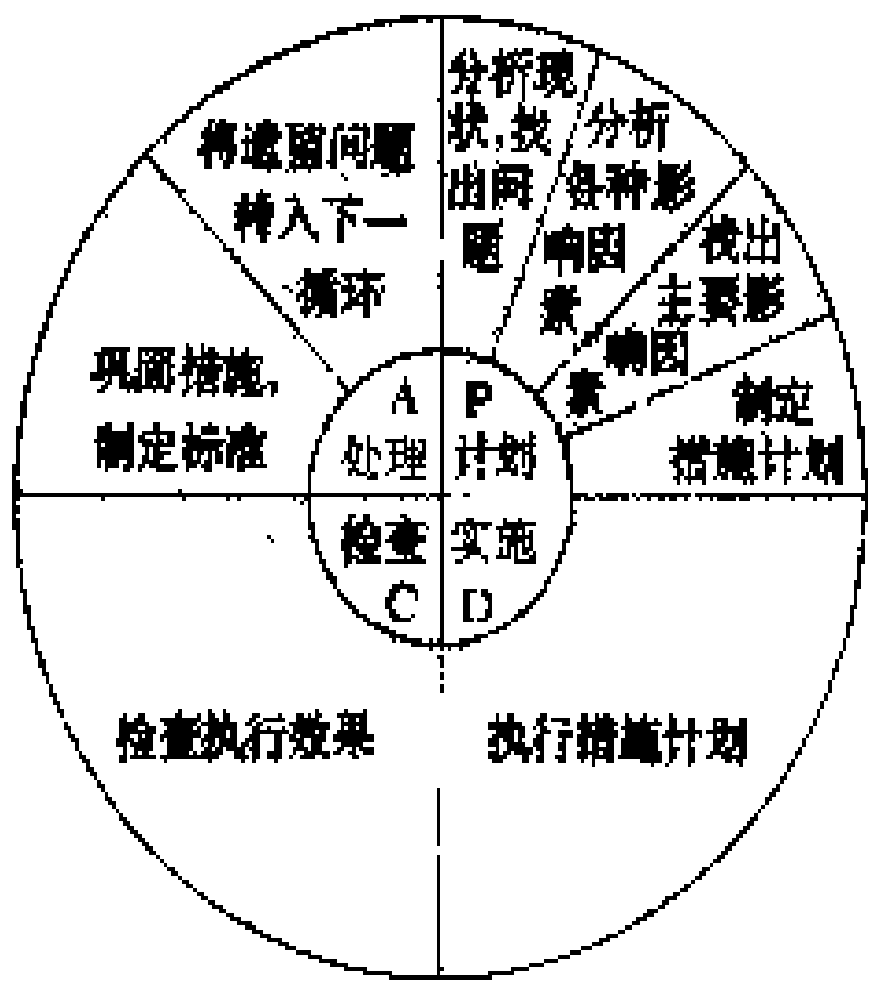 分析现
状,找
出问
题
分析
各种影
响因
素
找出
主要影
响因
素
制定
措施计划
执行措施计划
检查执行效果
巩固措施,
制定标准
将遗留问题
转入下一
循环
A
处理
P
计划
检查
C
实施
D